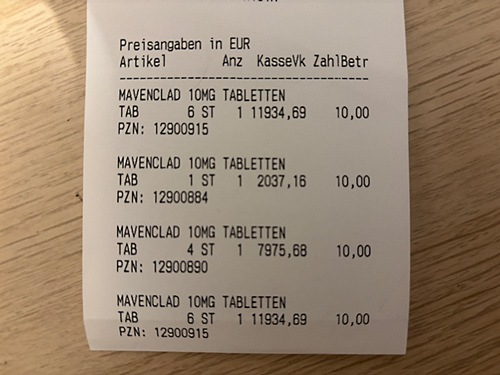 Preisangaben in EUR
Artikel Anz KasseVk ZahlBetr
MAVENCLAD 10MG TABLETTEN
TAB 6 ST 1 11934,69 10,00
PZN: 12900915
MAVENCLAD 10MG TABLETTEN
TAB 1 ST 1 2037,16 10,00
PZN: 12900884
MAVENCLAD 10MG TABLETTEN
TAB 4 ST 1 7975,68 10,00
PZN: 12900890
MAVENCLAD 10MG TABLETTEN
TAB 6 ST 1 11934,69 10,00
PZN: 12900915